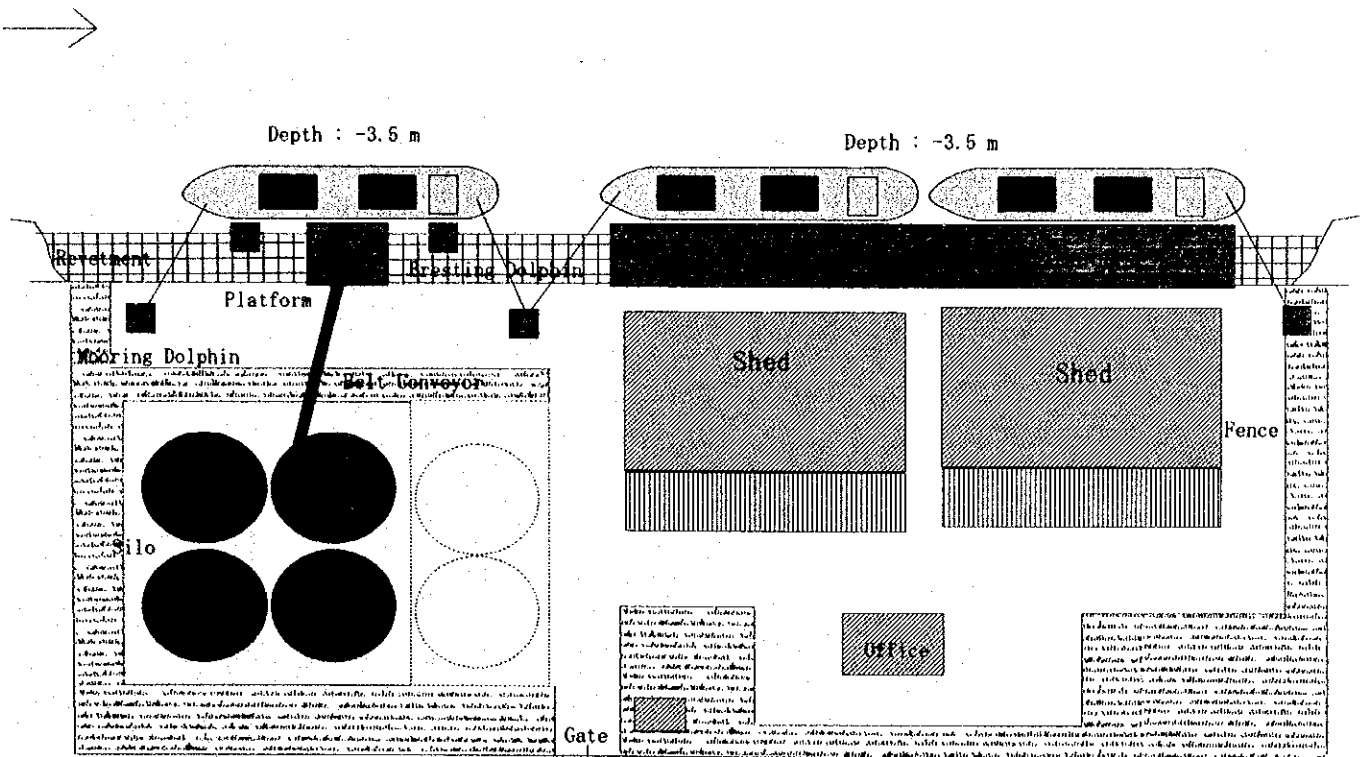 Depth : -3.5 m
Depth : -3.5 m
Revetment
Bresting Dolphin
Platform
Mooring Dolphin
Belt Conveyor
Shed
Shed
Fence
Silo
Office
Gate